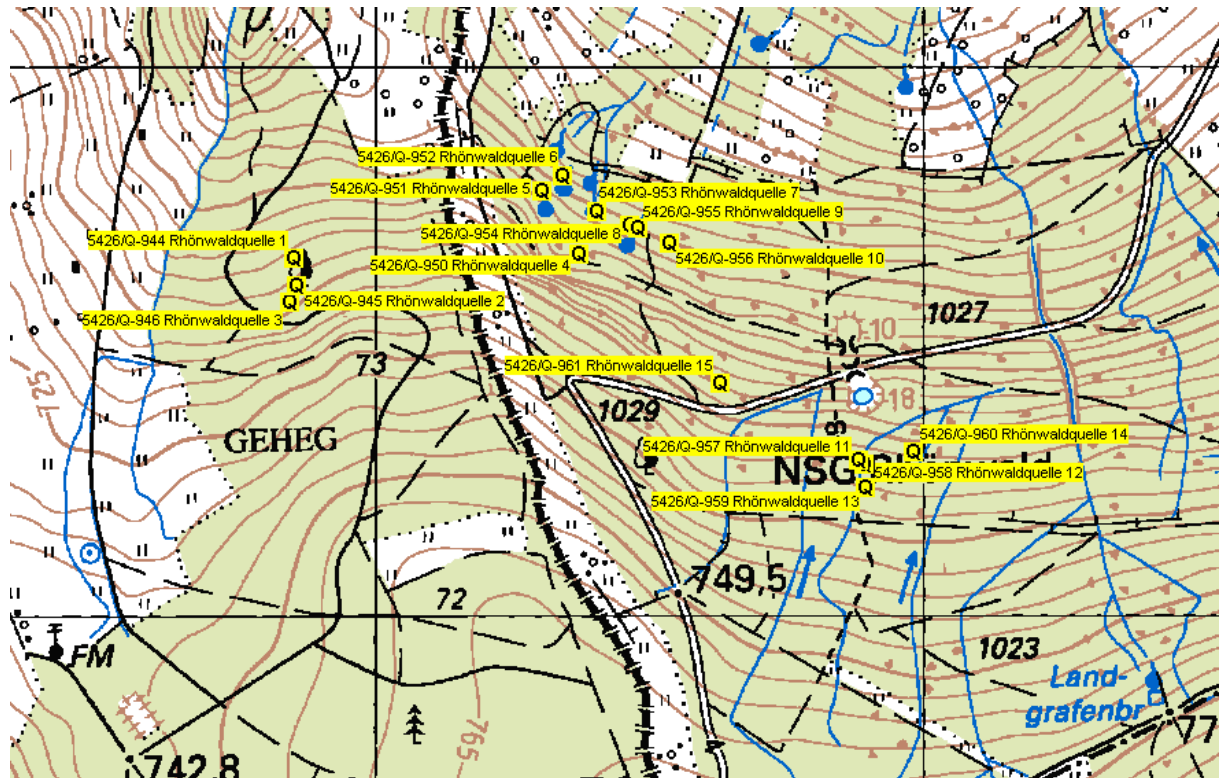 5426/Q-952 Rhönwaldquelle 6
5426/Q-951 Rhönwaldquelle 5
Q
Q
5426/Q-953 Rhönwaldquelle 7
Q
5426/Q-955 Rhönwaldquelle 9
5426/Q-954 Rhönwaldquelle 8
Q
Q
5426/Q-944 Rhönwaldquelle 1
Q
5426/Q-950 Rhönwaldquelle 4
Q
5426/Q-956 Rhönwaldquelle 10
Q
Q
5426/Q-945 Rhönwaldquelle 2
5426/Q-946 Rhönwaldquelle 3
1027
10
73
5426/Q-961 Rhönwaldquelle 15
Q
725
1029
18
GEHEG
5426/Q-957 Rhönwaldquelle 11
Q
5426/Q-960 Rhönwaldquelle 14
Q
NSG
5426/Q-958 Rhönwaldquelle 12
5426/Q-959 Rhönwaldquelle 13
Q
749,5
72
1023
FM
Land-
grafenbr
765
77
742,8